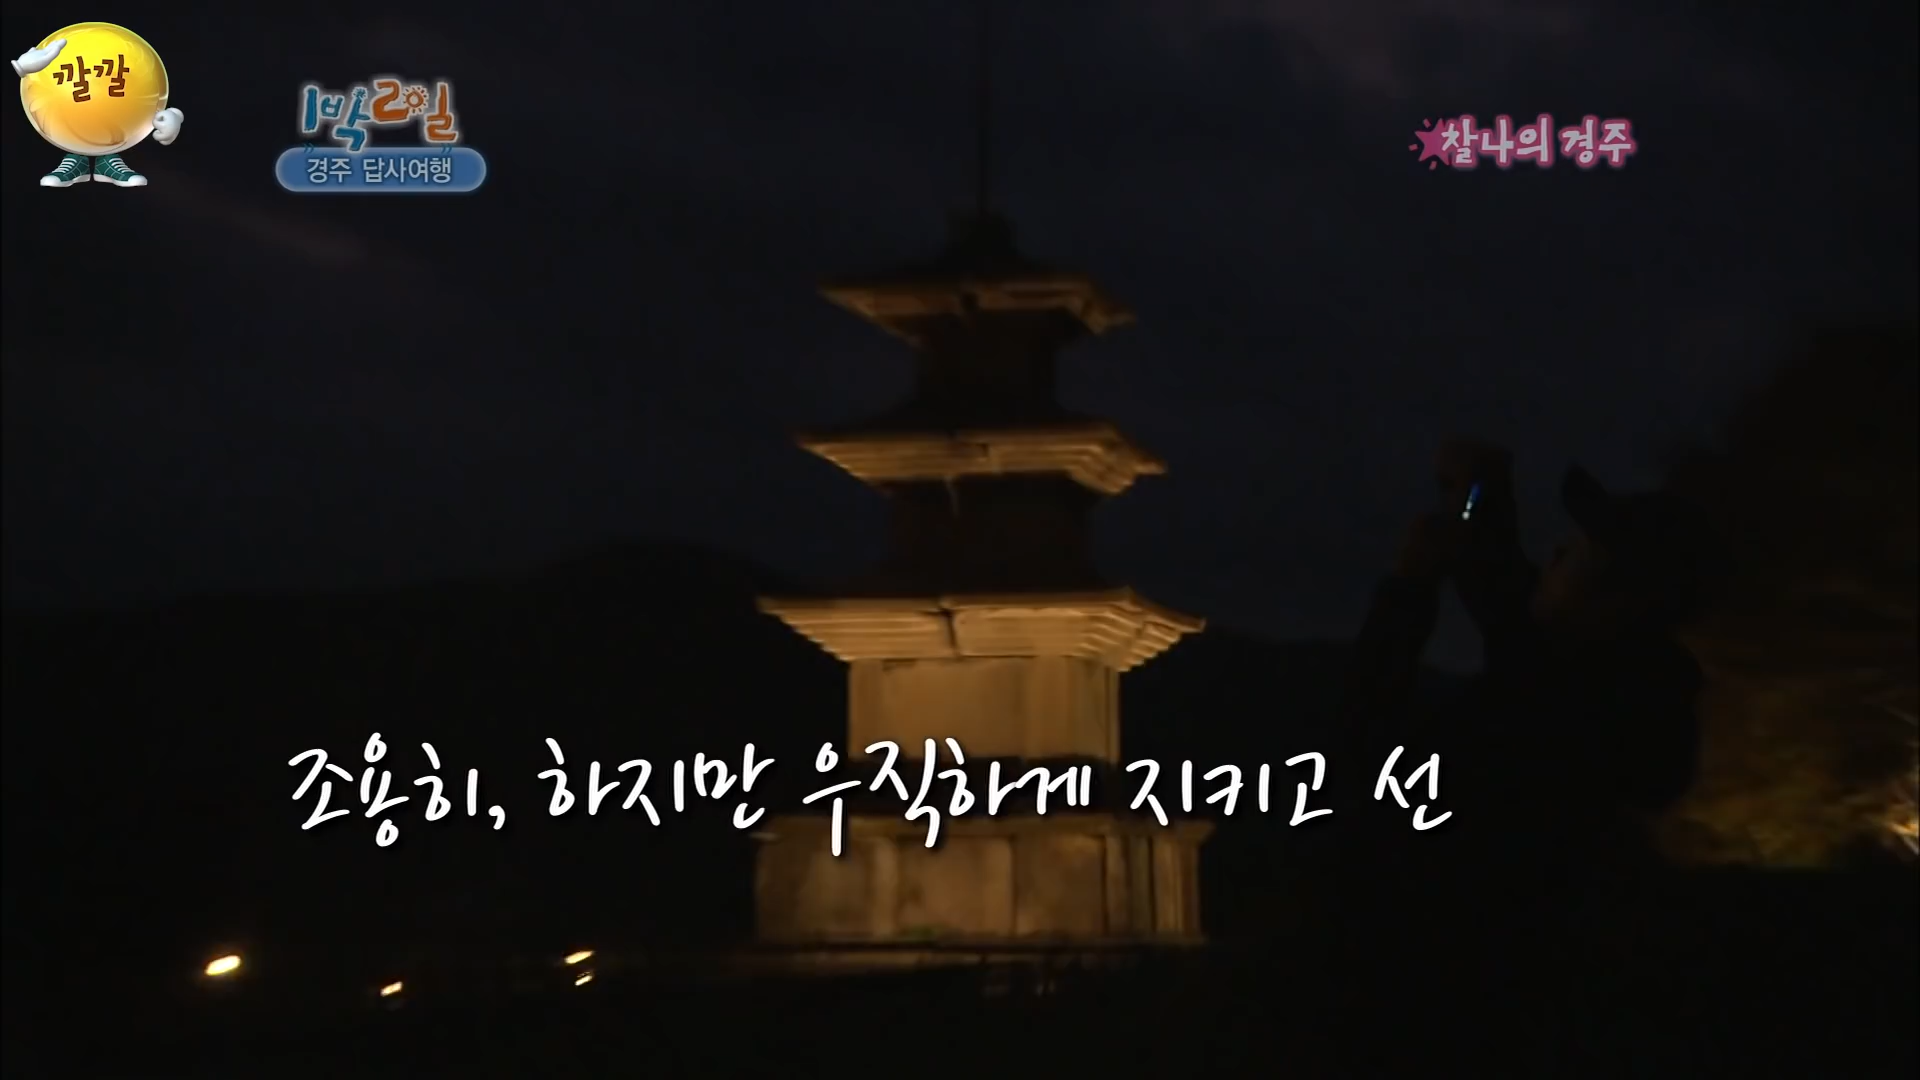 깔깔
1박2일
경주 답사여행
찰나의 경주
조용히, 하지만 우직하게 지키고 선